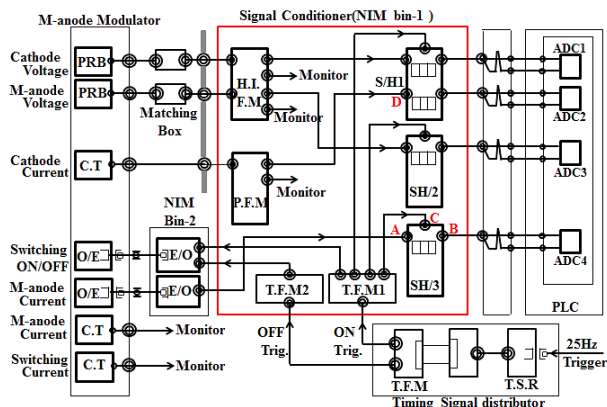 M-anode Modulator
Signal Conditioner(NIM bin-1 )
Cathode
Voltage
PRB
M-anode
Voltage
PRB
Matching
Box
H.I.
F.M
Monitor
Monitor
S/H1
D
ADC1
ADC2
Cathode
Current
C.T
P.F.M
Monitor
SH/2
ADC3
NIM
Bin-2
A
C
B
SH/3
ADC4
Switching
ON/OFF
O/E
E/O
M-anode
Current
O/E
E/O
T.F.M2
T.F.M1
PLC
M-anode
Current
C.T
Monitor
Switching
Current
C.T
Monitor
OFF
Trig.
ON
Trig.
T.F.M
T.S.R
25Hz
Trigger
Timing Signal distributor